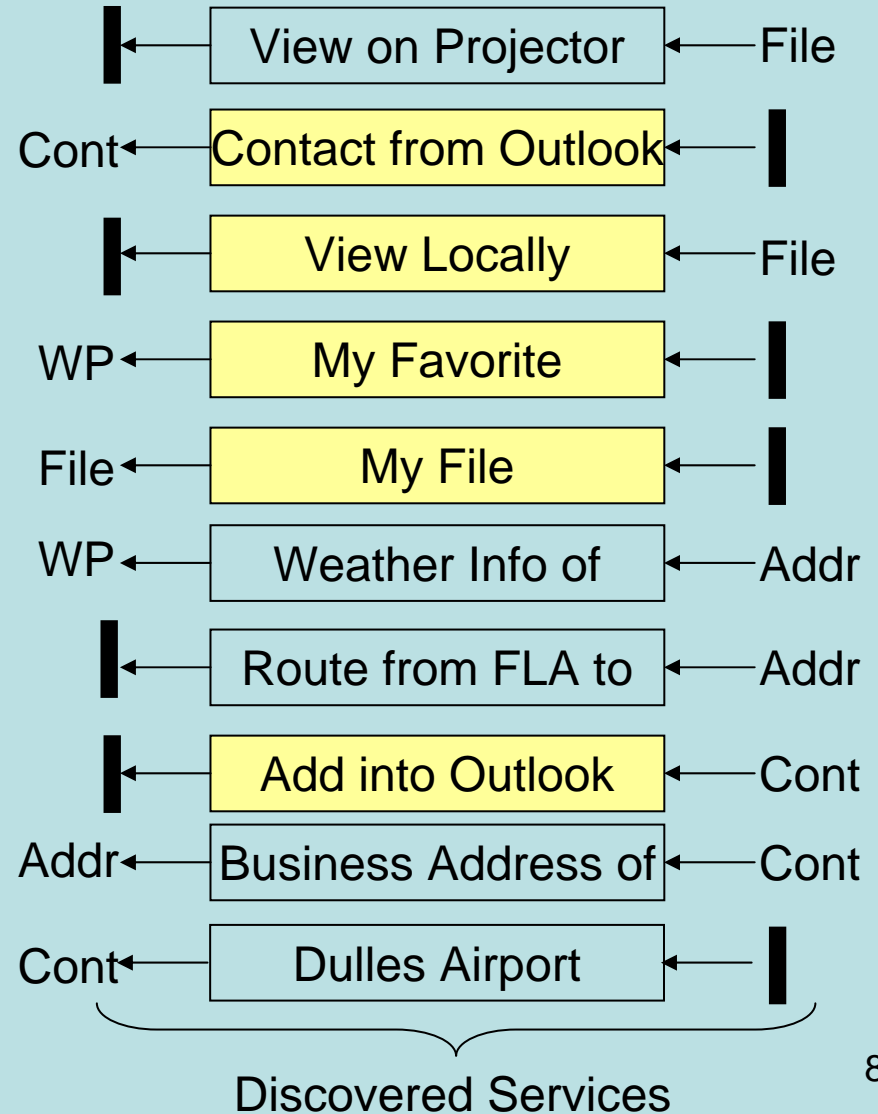 View on Projector File
Cont Contact from Outlook
View Locally File
WP My Favorite
File My File
WP Weather Info of Addr
Route from FLA to Addr
Add into Outlook Cont
Addr Business Address of Cont
Cont Dulles Airport
Discovered Services
8